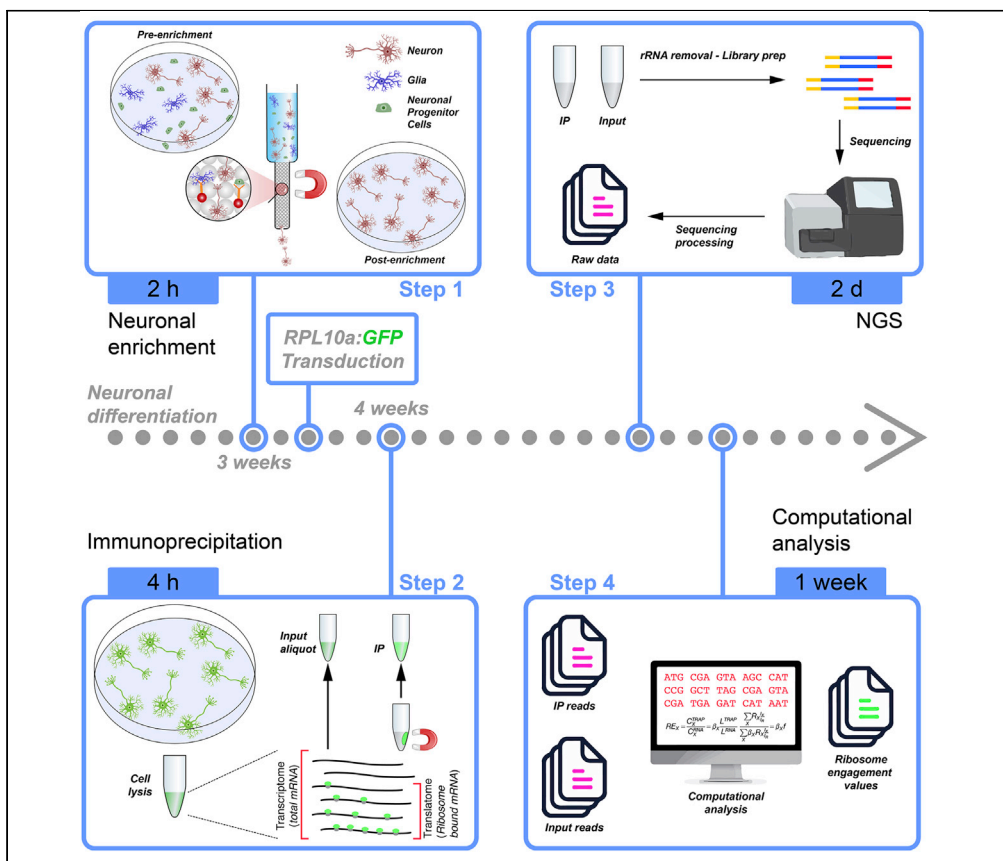 Pre-enrichment
Neuron
Glia
Neuronal
Progenitor
Cells
Post-enrichment
2 h
Step 1
Neuronal
enrichment
rRNA removal - Library prep
IP
Input
Sequencing
Sequencing
processing
Raw data
Step 3
2 d
NGS
RPL10a:GFP
Transduction
Neuronal
differentiation
3 weeks
4 weeks
Immunoprecipitation
4 h
Step 2
Input
aliquot
IP
Cell
lysis
Transcriptome
(total mRNA)
Translatome
(Ribosome
bound mRNA)
Computational
analysis
Step 4
1 week
IP reads
Input reads
ATG CGA GTA AGC CAT
CCG GCT TAG CGA GTA
CGA TGA GAT CAT AAT
Computational
analysis
Ribosome
engagement
values